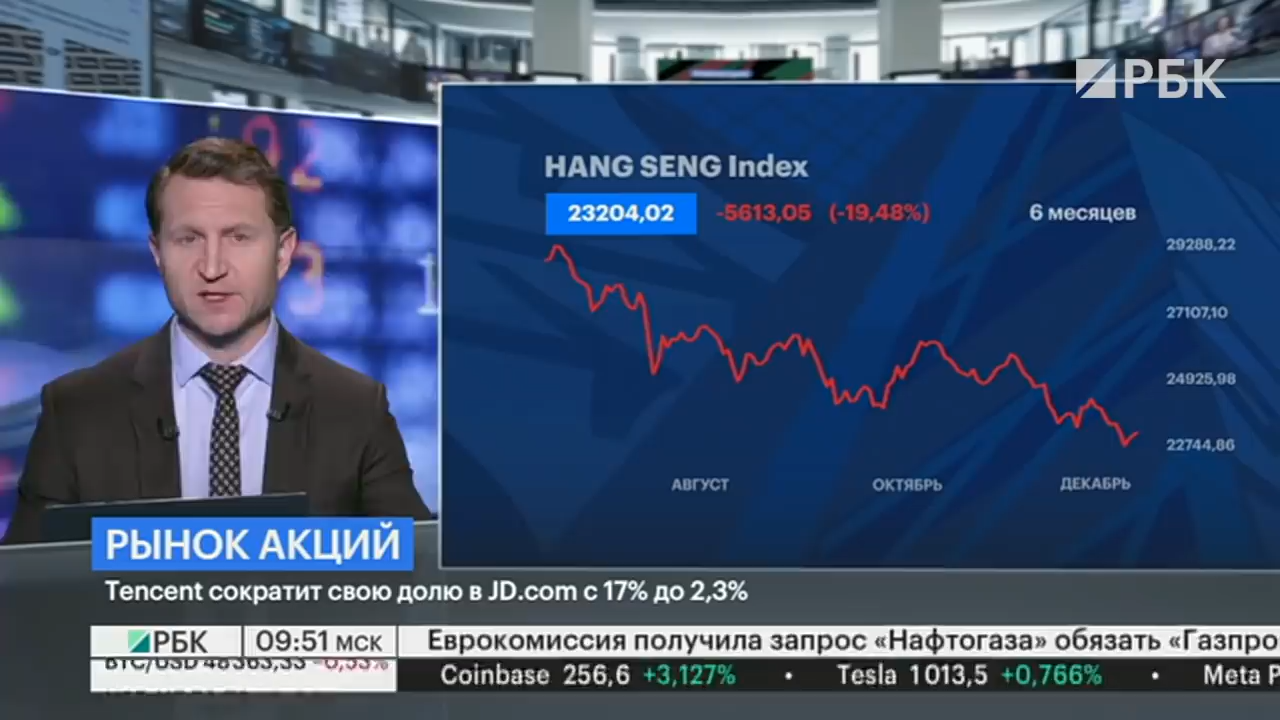 РБК
HANG SENG Index
23204,02 -5613,05 (-19,48%) 6 месяцев
29288,22
27107,10
24925,98
22744,86
АВГУСТ ОКТЯБРЬ ДЕКАБРЬ
РЫНОК АКЦИЙ
Tencent сократит свою долю в JD.com с 17% до 2,3%
РБК 09:51 МСК Еврокомиссия получила запрос «Нафтогаза» обязать «Газпро
Coinbase 256,6 +3,127% • Tesla 1013,5 +0,766% • Meta P